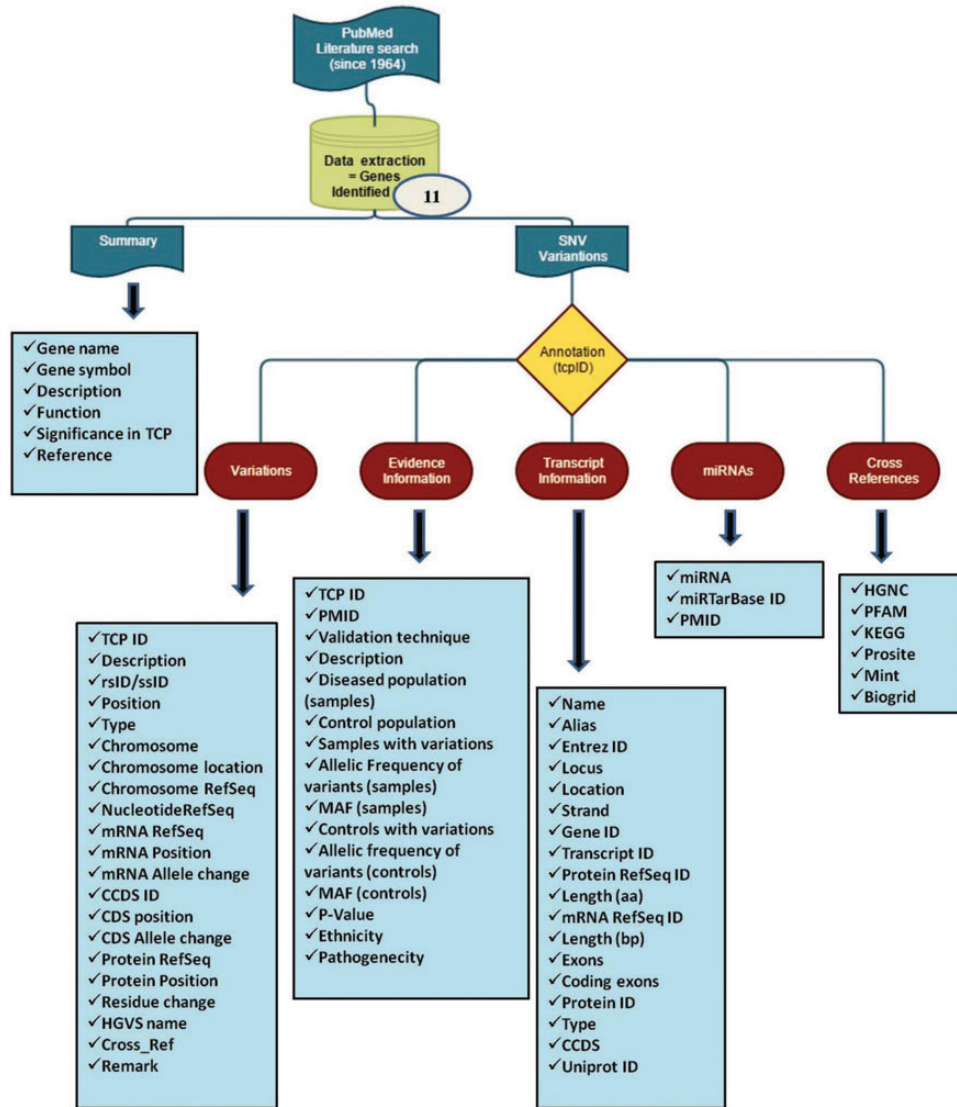 PubMed
Literature search
(since 1964)
Data extraction
= Genes
Identified
11
Summary
SNV
Variantions
✓Gene name
✓Gene symbol
✓Description
✓Function
✓Significance in TCP
✓Reference
Annotation
(tcpID)
Variations
Evidence
Information
Transcript
Information
miRNAs
Cross
References
✓TCP ID
✓Description
✓rsID/ssID
✓Position
✓Type
✓Chromosome
✓Chromosome location
✓Chromosome RefSeq
✓NucleotideRefSeq
✓mRNA RefSeq
✓mRNA Position
✓mRNA Allele change
✓CCDS ID
✓CDS position
✓CDS Allele change
✓Protein RefSeq
✓Protein Position
✓Residue change
✓HGVS name
✓Cross_Ref
✓Remark
✓TCP ID
✓PMID
✓Validation technique
✓Description
✓Diseased population
(samples)
✓Control population
✓Samples with variations
✓Allelic Frequency of
variants (samples)
✓MAF (samples)
✓Controls with variations
✓Allelic frequency of
variants (controls)
✓MAF (controls)
✓P-Value
✓Ethnicity
✓Pathogenecity
✓Name
✓Alias
✓Entrez ID
✓Locus
✓Location
✓Strand
✓Gene ID
✓Transcript ID
✓Protein RefSeq ID
✓Length (aa)
✓mRNA RefSeq ID
✓Length (bp)
✓Exons
✓Coding exons
✓Protein ID
✓Type
✓CCDS
✓Uniprot ID
✓miRNA
✓miRTarBase ID
✓PMID
✓HGNC
✓PFAM
✓KEGG
✓Prosite
✓Mint
✓Biogrid